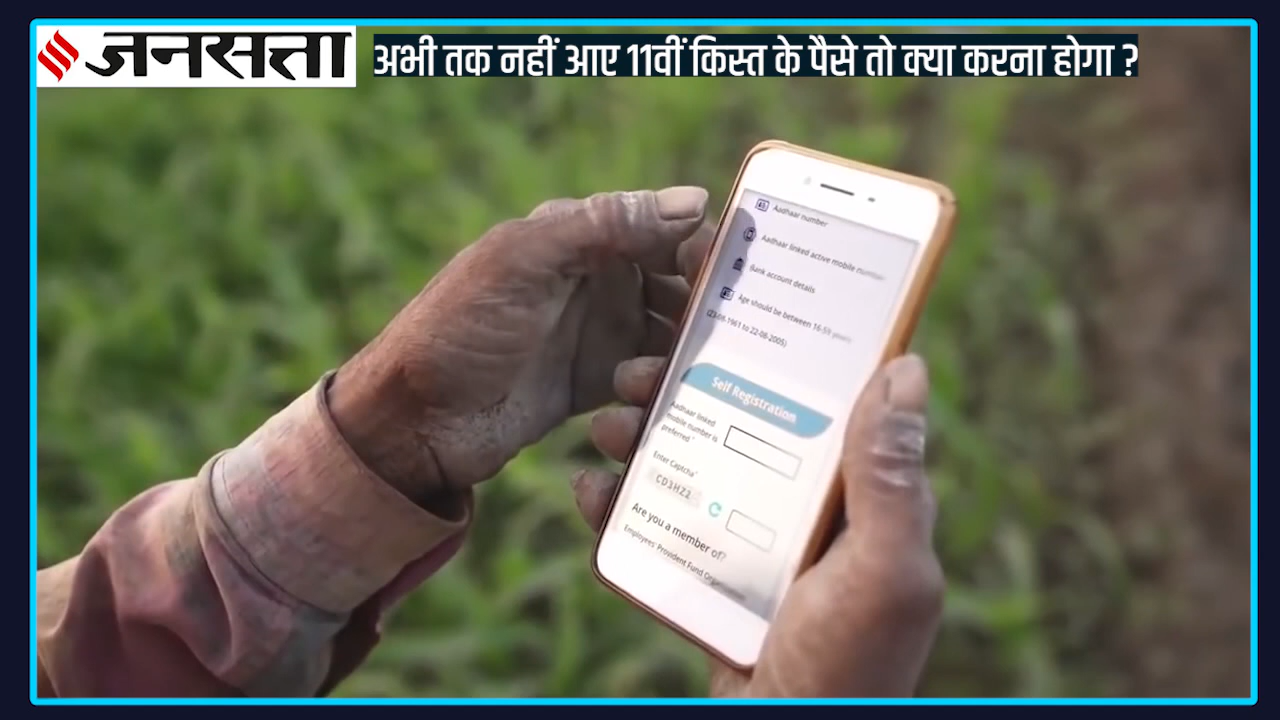 जनसत्ता
अभी तक नहीं आए 11वीं किस्त के पैसे तो क्या करना होगा ?
Aadhaar number
Aadhaar linked active mobile number
Bank account details
Age should be between 16-59 years
(23-08-1961 to 22-08-2005)
Self Registration
Aadhaar linked
mobile number is
preferred *
Enter Captcha *
CD3HZ2
Are you a member of?
Employees' Provident Fund